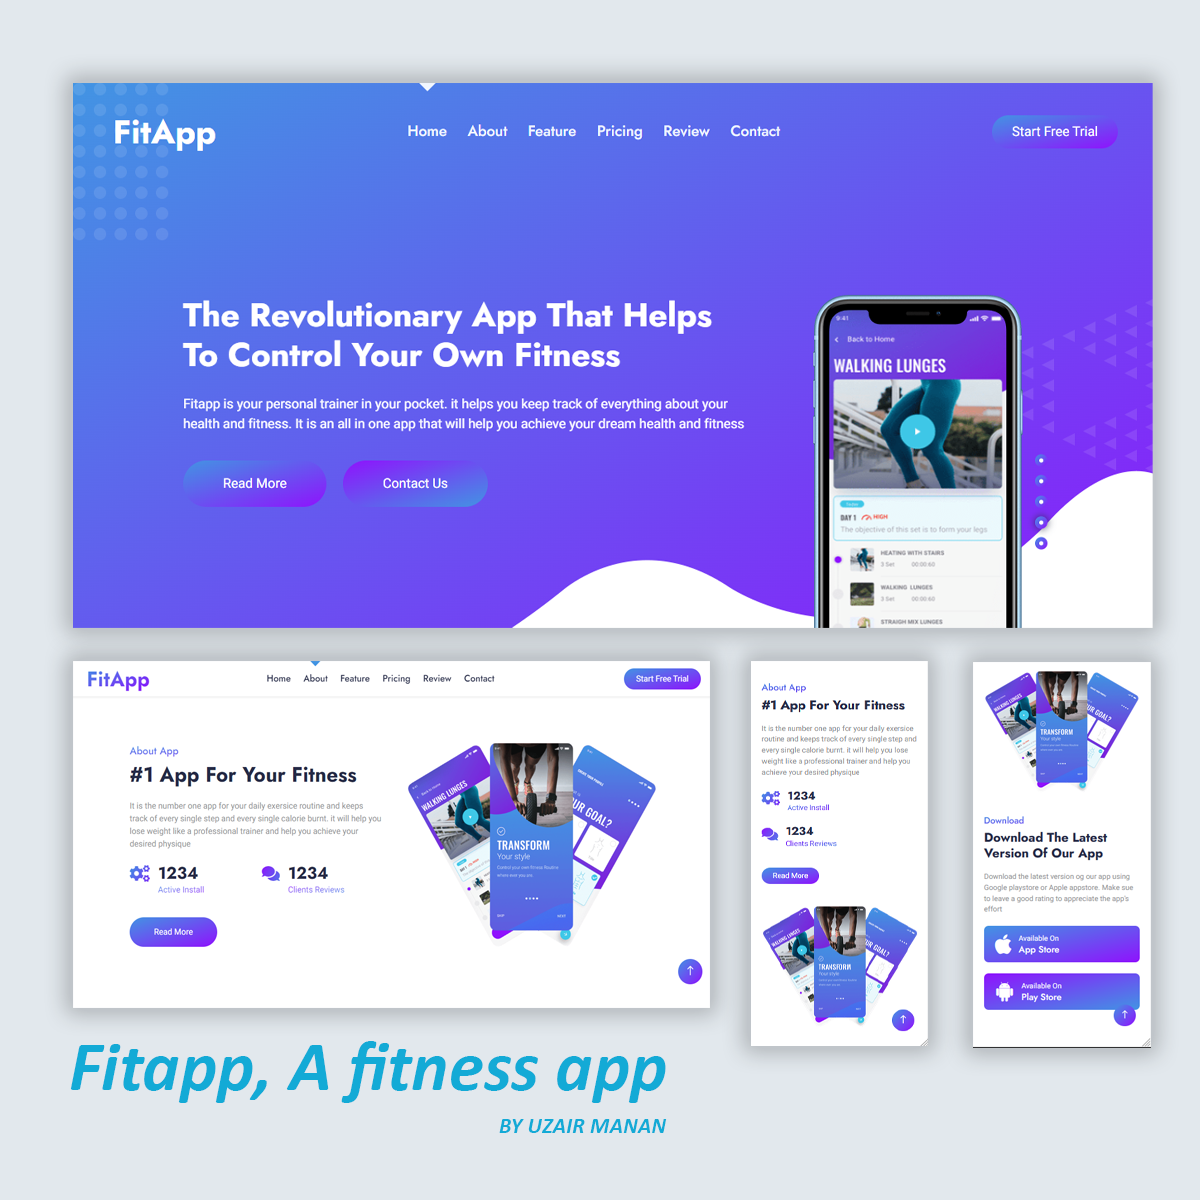 FitApp
Home About Feature Pricing Review Contact
Start Free Trial
The Revolutionary App That Helps
To Control Your Own Fitness
Fitapp is your personal trainer in your pocket. it helps you keep track of everything about your
health and fitness. It is an all in one app that will help you achieve your dream health and fitness
Read More
Contact Us
9:41
Back to Home
WALKING LUNGES
DAY 1 HIGH
The objective of this set is to form your legs
HEATING WITH STAIRS
3 Set 00:00:60
WALKING LUNGES
3 Set 00:00:60
STRAIGH MIX LUNGES
FitApp
Home About Feature Pricing Review Contact
Start Free Trial
About App
#1 App For Your Fitness
It is the number one app for your daily exersice routine and keeps
track of every single step and every single calorie burnt. it will help you
lose weight like a professional trainer and help you achieve your
desired physique
1234
Active Install
1234
Clients Reviews
Read More
WALKING LUNGES
TRANSFORM
Your style
UR GOAL?
About App
#1 App For Your Fitness
It is the number one app for your daily exersice
routine and keeps track of every single step and
every single calorie burnt. it will help you lose
weight like a professional trainer and help you
achieve your desired physique
1234
Active Install
1234
Clients Reviews
Read More
WALKING LUNGES
TRANSFORM
Your style
UR GOAL?
WALKING LUNGES
TRANSFORM
Your style
UR GOAL?
Download
Download The Latest
Version Of Our App
Download the latest version og our app using
Google playstore or Apple appstore. Make sue
to leave a good rating to appreciate the app's
effort
Available On
App Store
Available On
Play Store
Fitapp, A fitness app
BY UZAIR MANAN